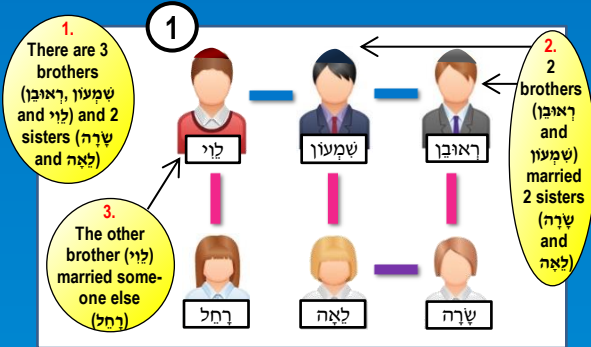 1
1.
There are 3
brothers
(שִׁמְעוֹן ,רְאוּבֵן
and לֵוִי) and 2
sisters (שָׂרָה
and לֵאָה)
2.
2
brothers
(רְאוּבֵן
and
שִׁמְעוֹן)
married
2 sisters
(שָׂרָה
and
לֵאָה)
3.
The other
brother (לֵוִי)
married some-
one else
(רָחֵל)
לֵוִי
שִׁמְעוֹן
רְאוּבֵן
רָחֵל
לֵאָה
שָׂרָה